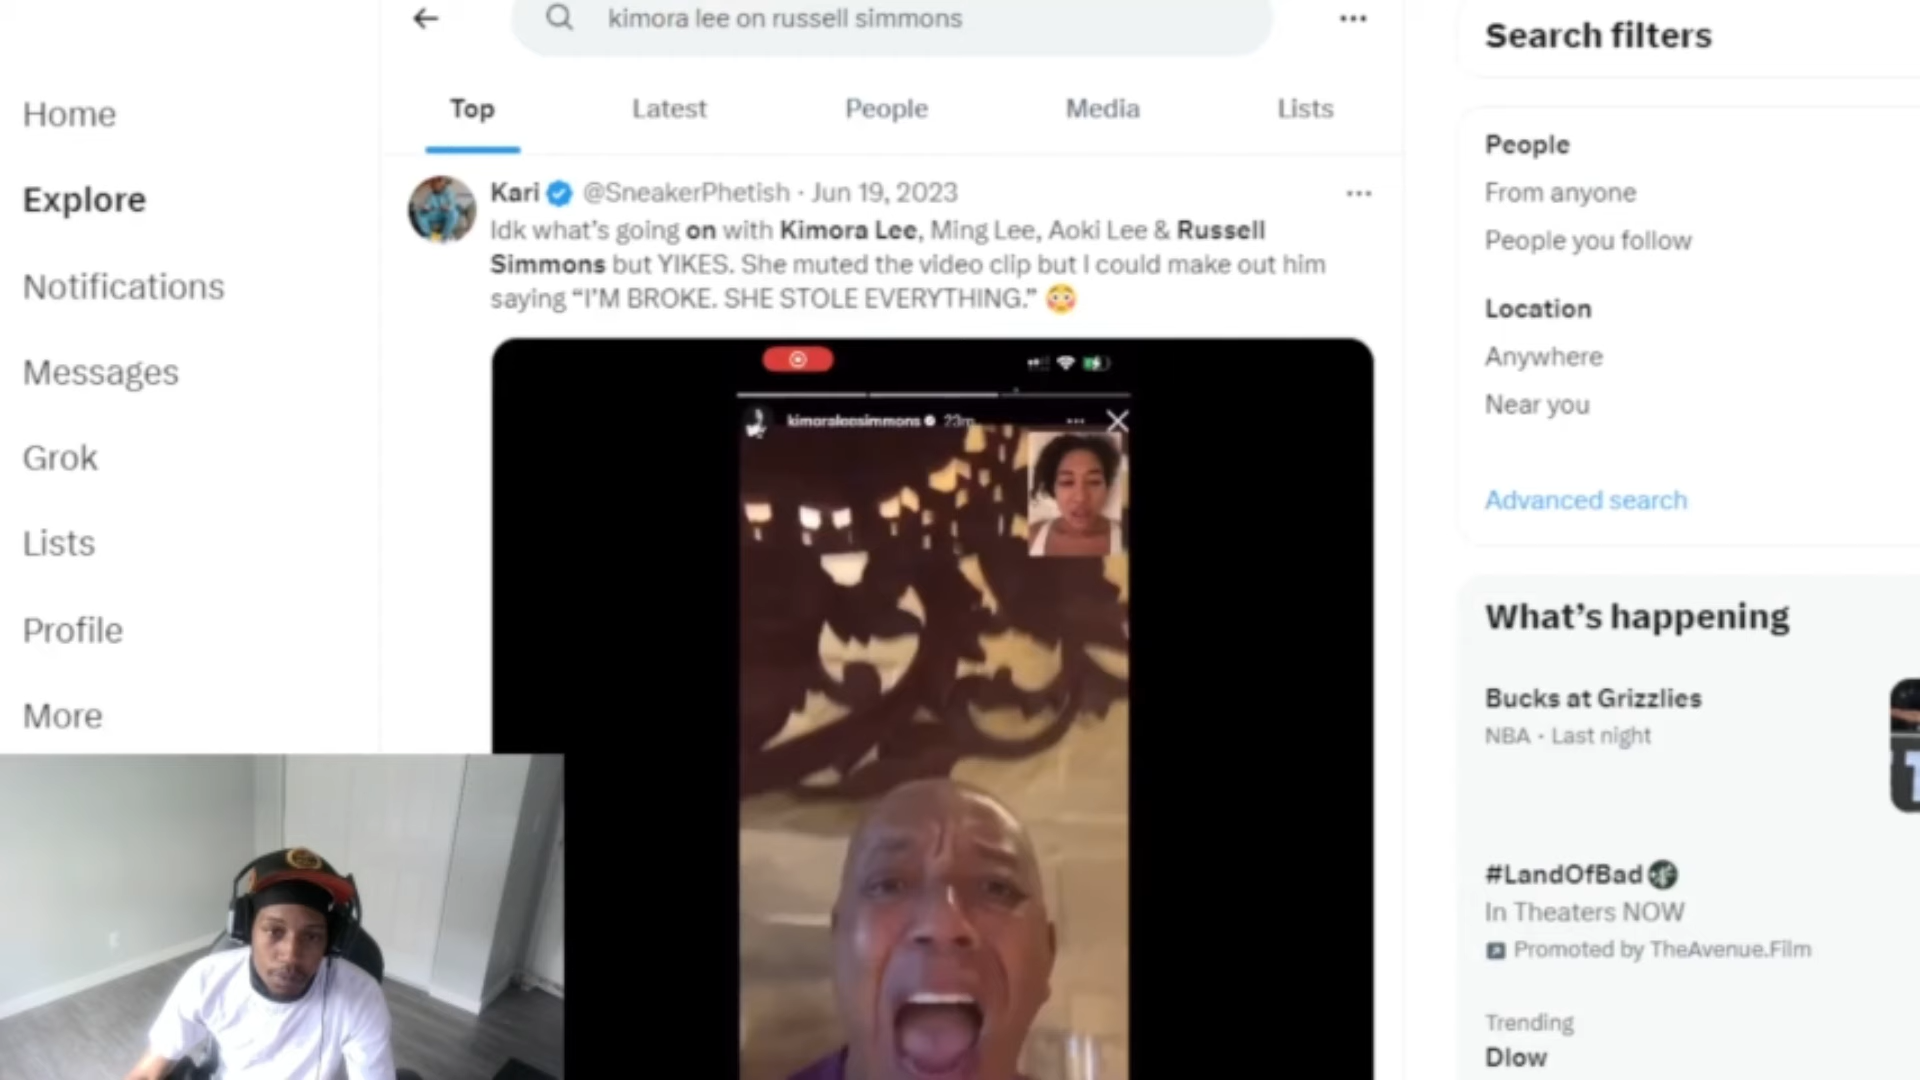 kimora lee on russell simmons
Top
Latest
People
Media
Lists
Home
Explore
Notifications
Messages
Grok
Lists
Profile
More
Kari @SneakerPhetish · Jun 19, 2023
Idk what's going on with Kimora Lee, Ming Lee, Aoki Lee & Russell
Simmons but YIKES. She muted the video clip but I could make out him
saying “I'M BROKE. SHE STOLE EVERYTHING.” 😳
kimoraleesimmons 23m
Search filters
People
From anyone
People you follow
Location
Anywhere
Near you
Advanced search
What's happening
Bucks at Grizzlies
NBA · Last night
#LandOfBad
In Theaters NOW
Promoted by TheAvenue.Film
Trending
Dlow